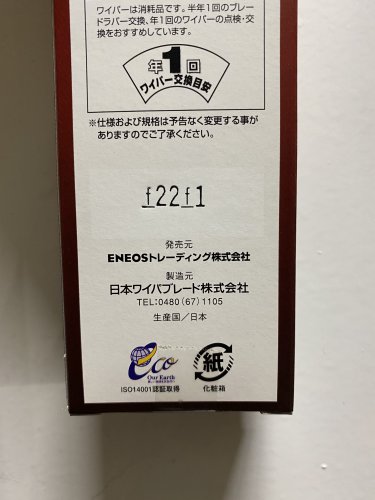 ワイパーは消耗品です。半年1回のブレー
ドラバー交換、年1回のワイパーの点検・交
換をおすすめしています。
年1回
ワイパー交換目安
※仕様および規格は予告なく変更する事が
ありますのでご了承ください。
f22f1
発売元
ENEOSトレーディング株式会社
製造元
日本ワイパブレード株式会社
TEL:0480(67)1105
生産国/日本
eco
Our Earth
ISO14001認証取得
紙
化粧箱